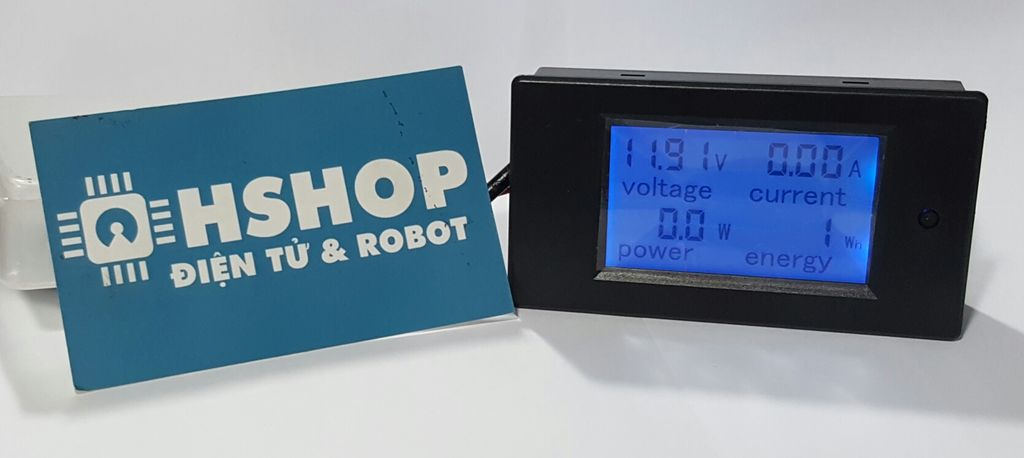 HSHOP
ĐIỆN TỬ & ROBOT
11.91 V 0.00 A
voltage current
0.0 W 1 Wh
power energy